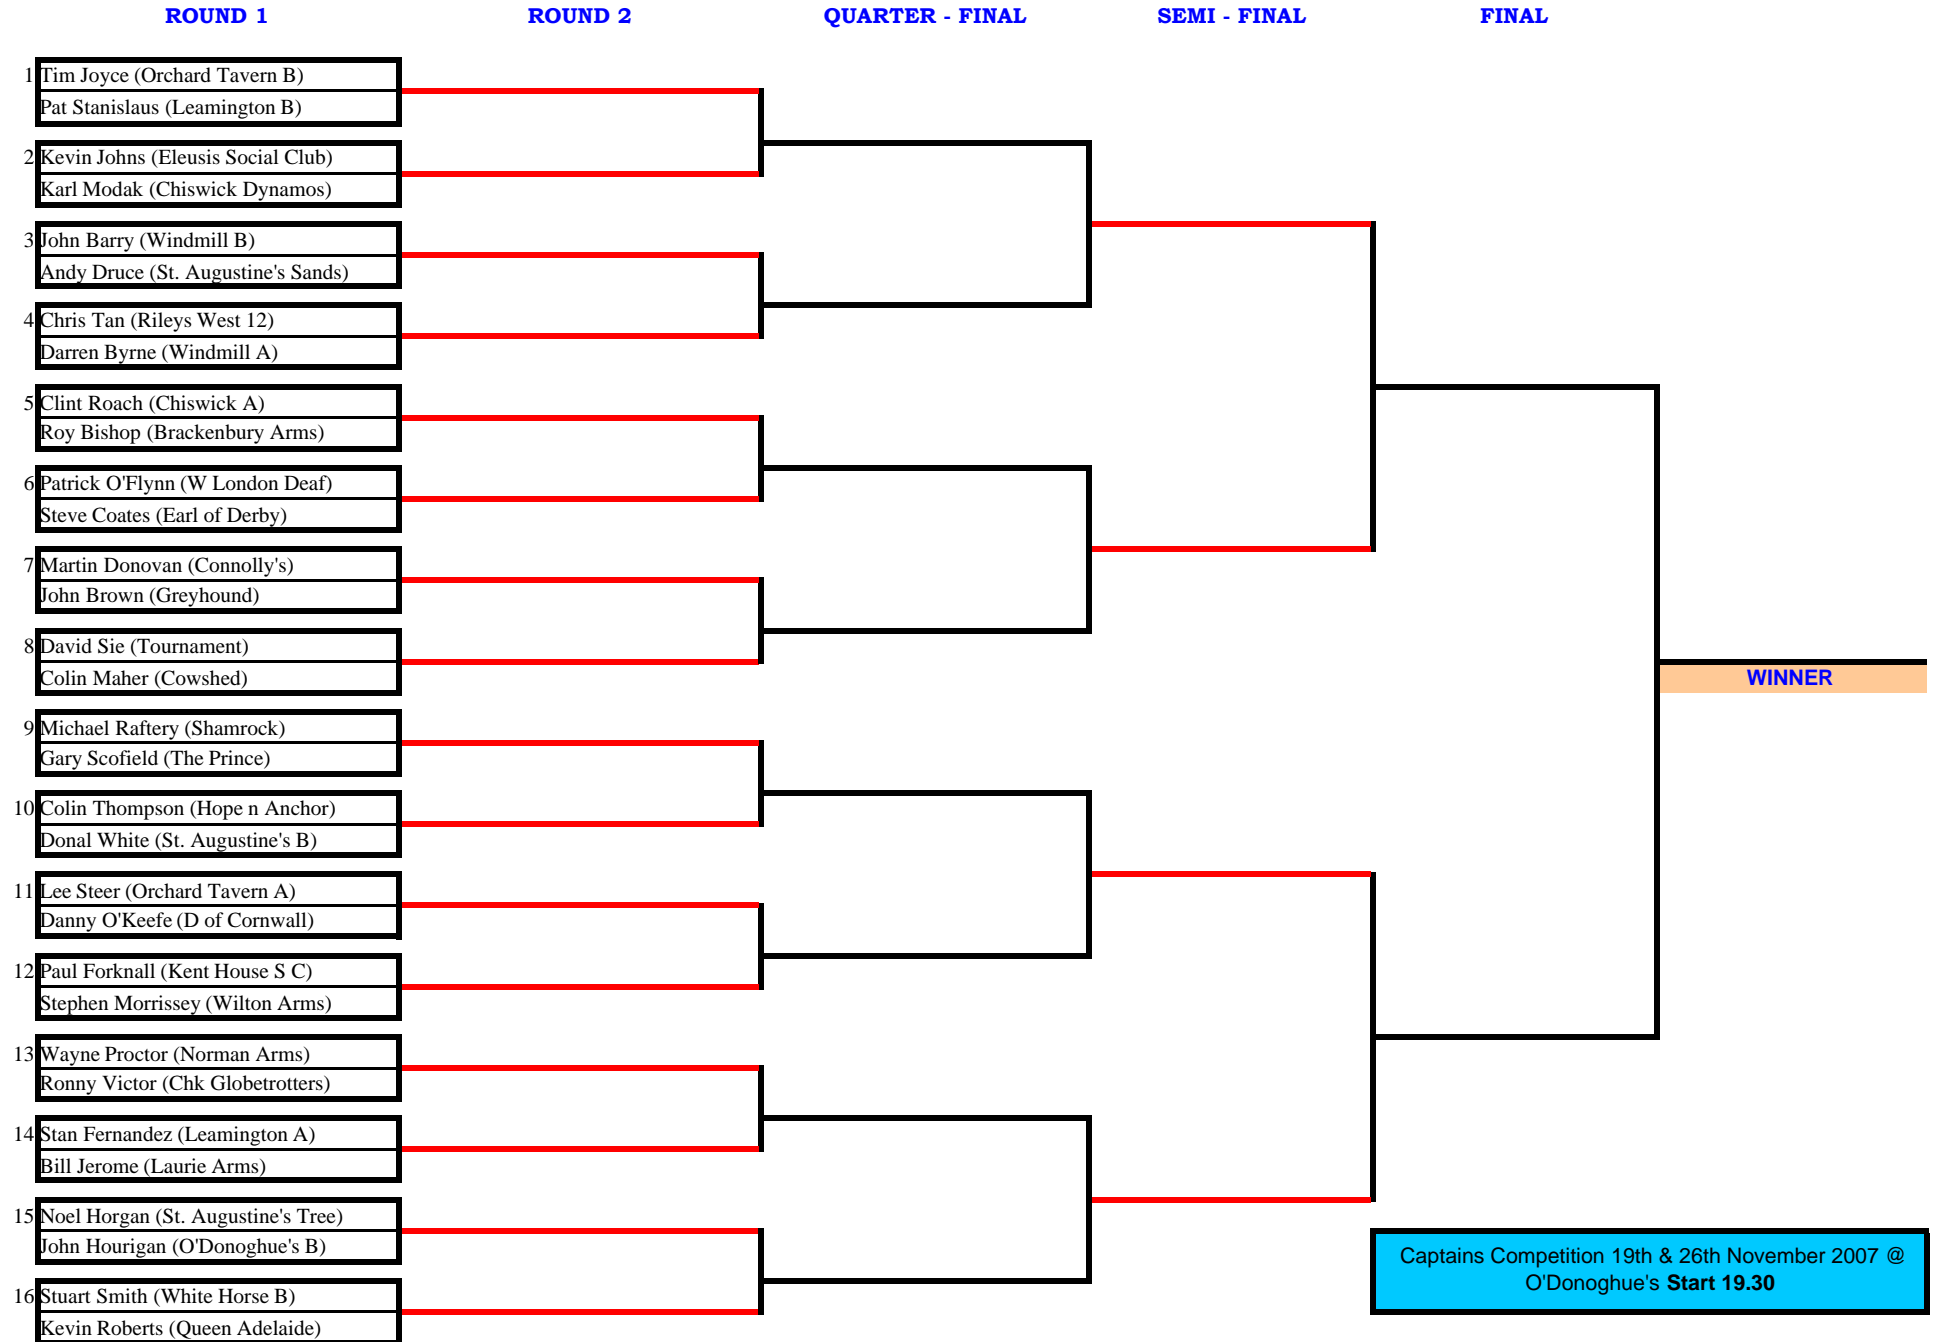 ROUND 1 ROUND 2 QUARTER - FINAL SEMI - FINAL FINAL
1 Tim Joyce (Orchard Tavern B)
Pat Stanislaus (Leamington B)
2 Kevin Johns (Eleusis Social Club)
Karl Modak (Chiswick Dynamos)
3 John Barry (Windmill B)
Andy Druce (St. Augustine's Sands)
4 Chris Tan (Rileys West 12)
Darren Byrne (Windmill A)
5 Clint Roach (Chiswick A)
Roy Bishop (Brackenbury Arms)
6 Patrick O'Flynn (W London Deaf)
Steve Coates (Earl of Derby)
7 Martin Donovan (Connolly's)
John Brown (Greyhound)
8 David Sie (Tournament)
Colin Maher (Cowshed)
WINNER
9 Michael Raftery (Shamrock)
Gary Scofield (The Prince)
10 Colin Thompson (Hope n Anchor)
Donal White (St. Augustine's B)
11 Lee Steer (Orchard Tavern A)
Danny O'Keefe (D of Cornwall)
12 Paul Forknall (Kent House S C)
Stephen Morrissey (Wilton Arms)
13 Wayne Proctor (Norman Arms)
Ronny Victor (Chk Globetrotters)
14 Stan Fernandez (Leamington A)
Bill Jerome (Laurie Arms)
15 Noel Horgan (St. Augustine's Tree)
John Hourigan (O'Donoghue's B)
16 Stuart Smith (White Horse B)
Kevin Roberts (Queen Adelaide)
Captains Competition 19th & 26th November 2007 @
O'Donoghue's Start 19.30